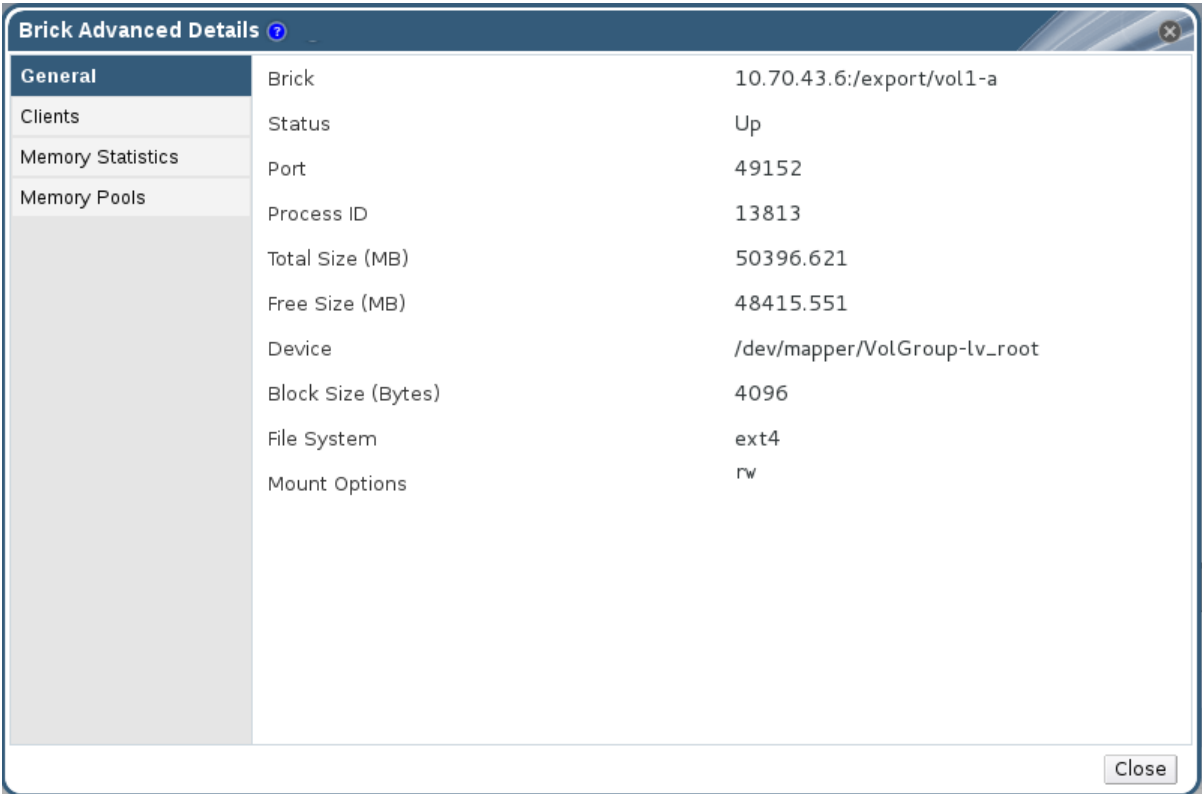 Brick Advanced Details ?
General
Clients
Memory Statistics
Memory Pools
Brick 10.70.43.6:/export/vol1-a
Status Up
Port 49152
Process ID 13813
Total Size (MB) 50396.621
Free Size (MB) 48415.551
Device /dev/mapper/VolGroup-lv_root
Block Size (Bytes) 4096
File System ext4
Mount Options rw
Close